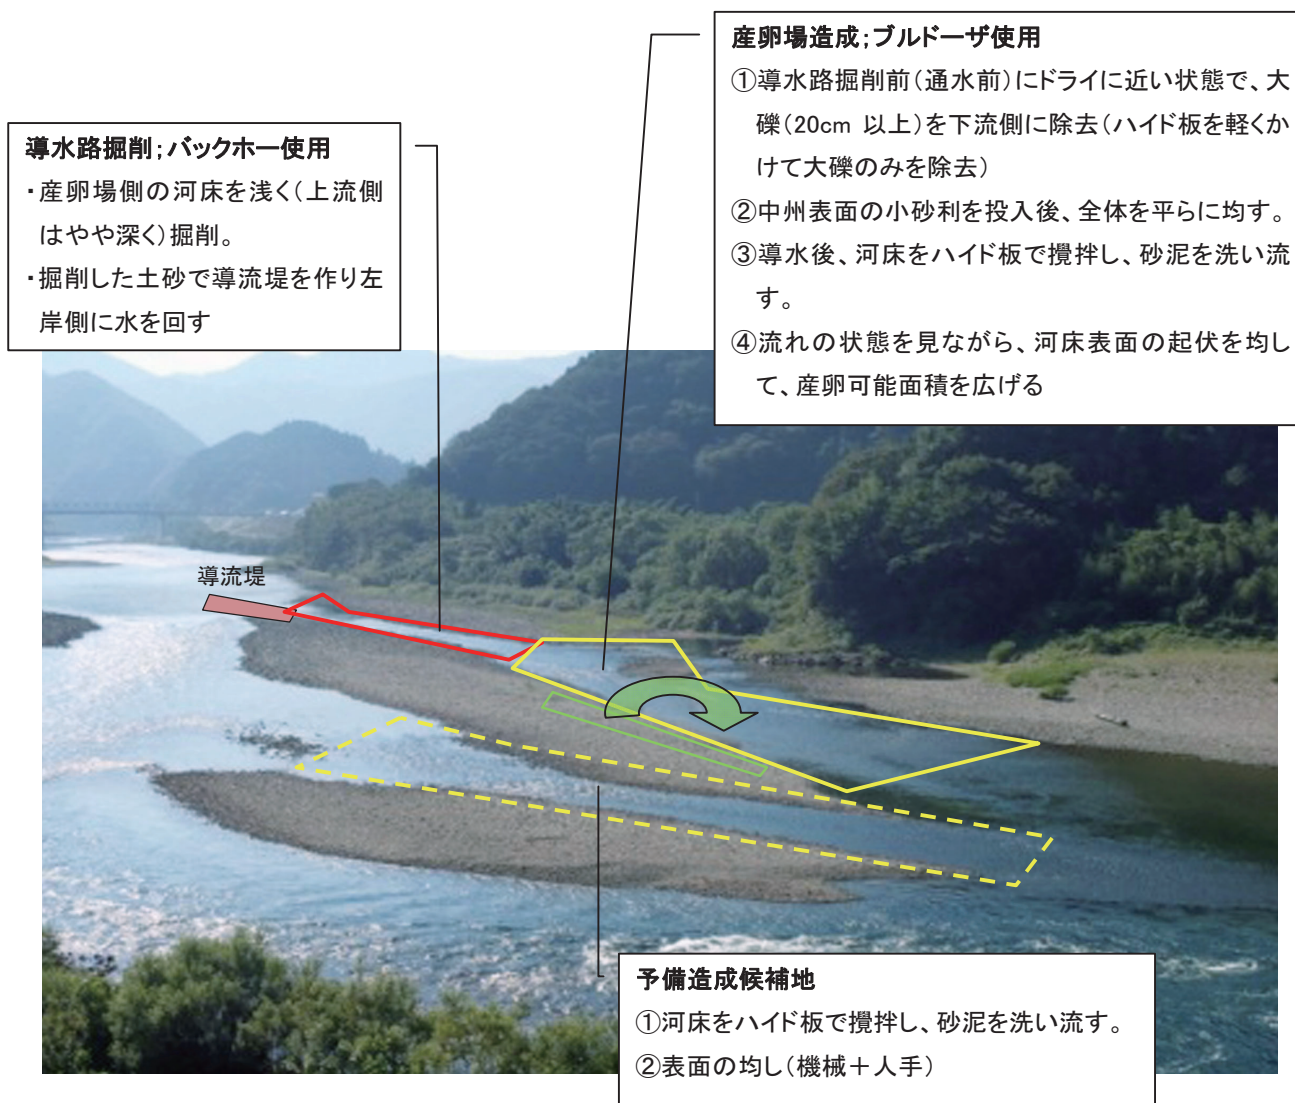 産卵場造成;ブルドーザ使用
①導水路掘削前(通水前)にドライに近い状態で、大
礫(20cm 以上)を下流側に除去(ハイド板を軽くか
けて大礫のみを除去)
②中州表面の小砂利を投入後、全体を平らに均す。
③導水後、河床をハイド板で攪拌し、砂泥を洗い流
す。
④流れの状態を見ながら、河床表面の起伏を均し
て、産卵可能面積を広げる
導水路掘削;バックホー使用
・産卵場側の河床を浅く(上流側
はやや深く)掘削。
・掘削した土砂で導流堤を作り左
岸側に水を回す
導流堤
予備造成候補地
①河床をハイド板で攪拌し、砂泥を洗い流す。
②表面の均し(機械+人手)